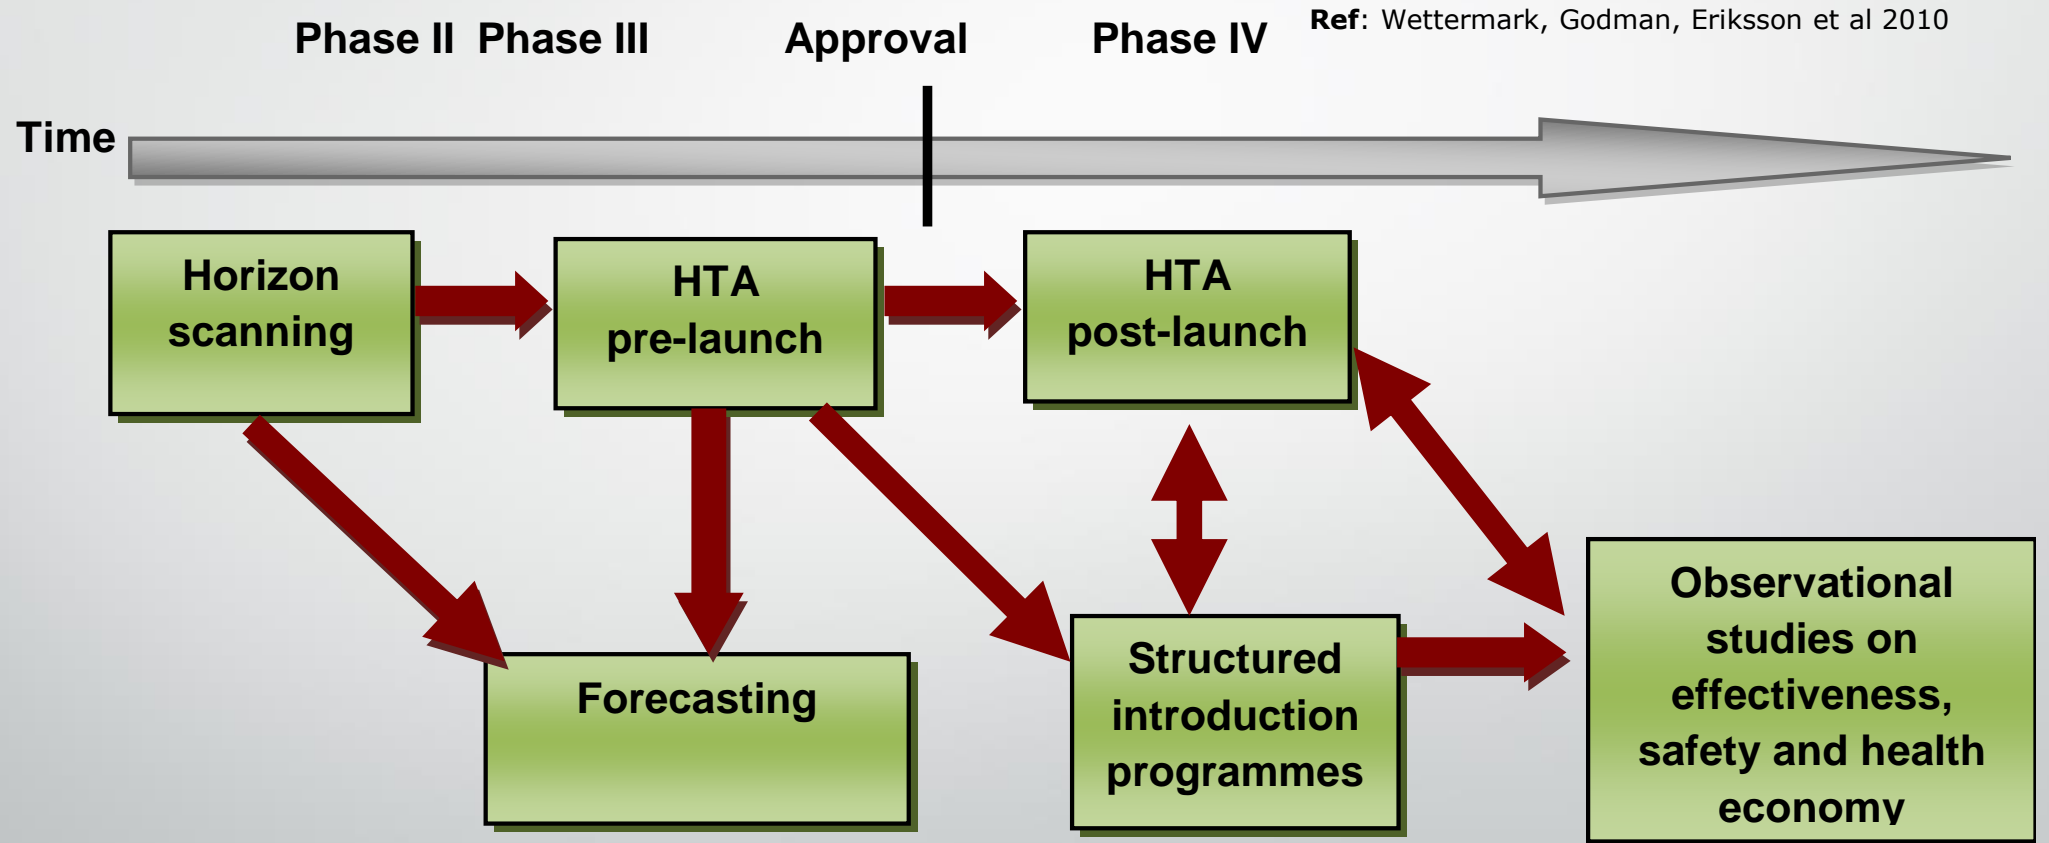 Ref: Wettermark, Godman, Eriksson et al 2010
Phase II Phase III Approval Phase IV
Time
Horizon
scanning
HTA
pre-launch
HTA
post-launch
Forecasting
Structured
introduction
programmes
Observational
studies on
effectiveness,
safety and health
economy